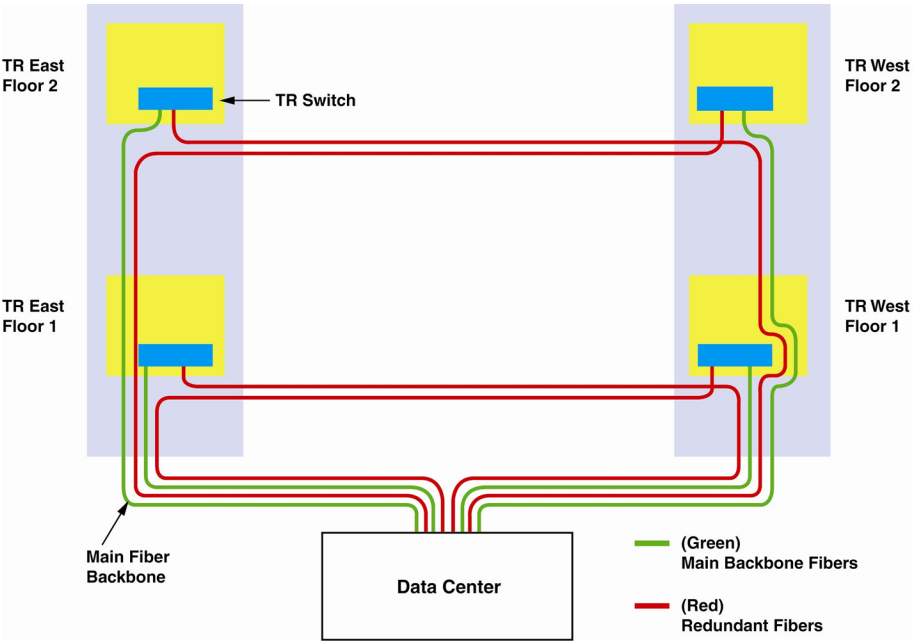 TR East
Floor 2
TR Switch
TR West
Floor 2
TR East
Floor 1
TR West
Floor 1
Main Fiber
Backbone
Data Center
(Green)
Main Backbone Fibers
(Red)
Redundant Fibers